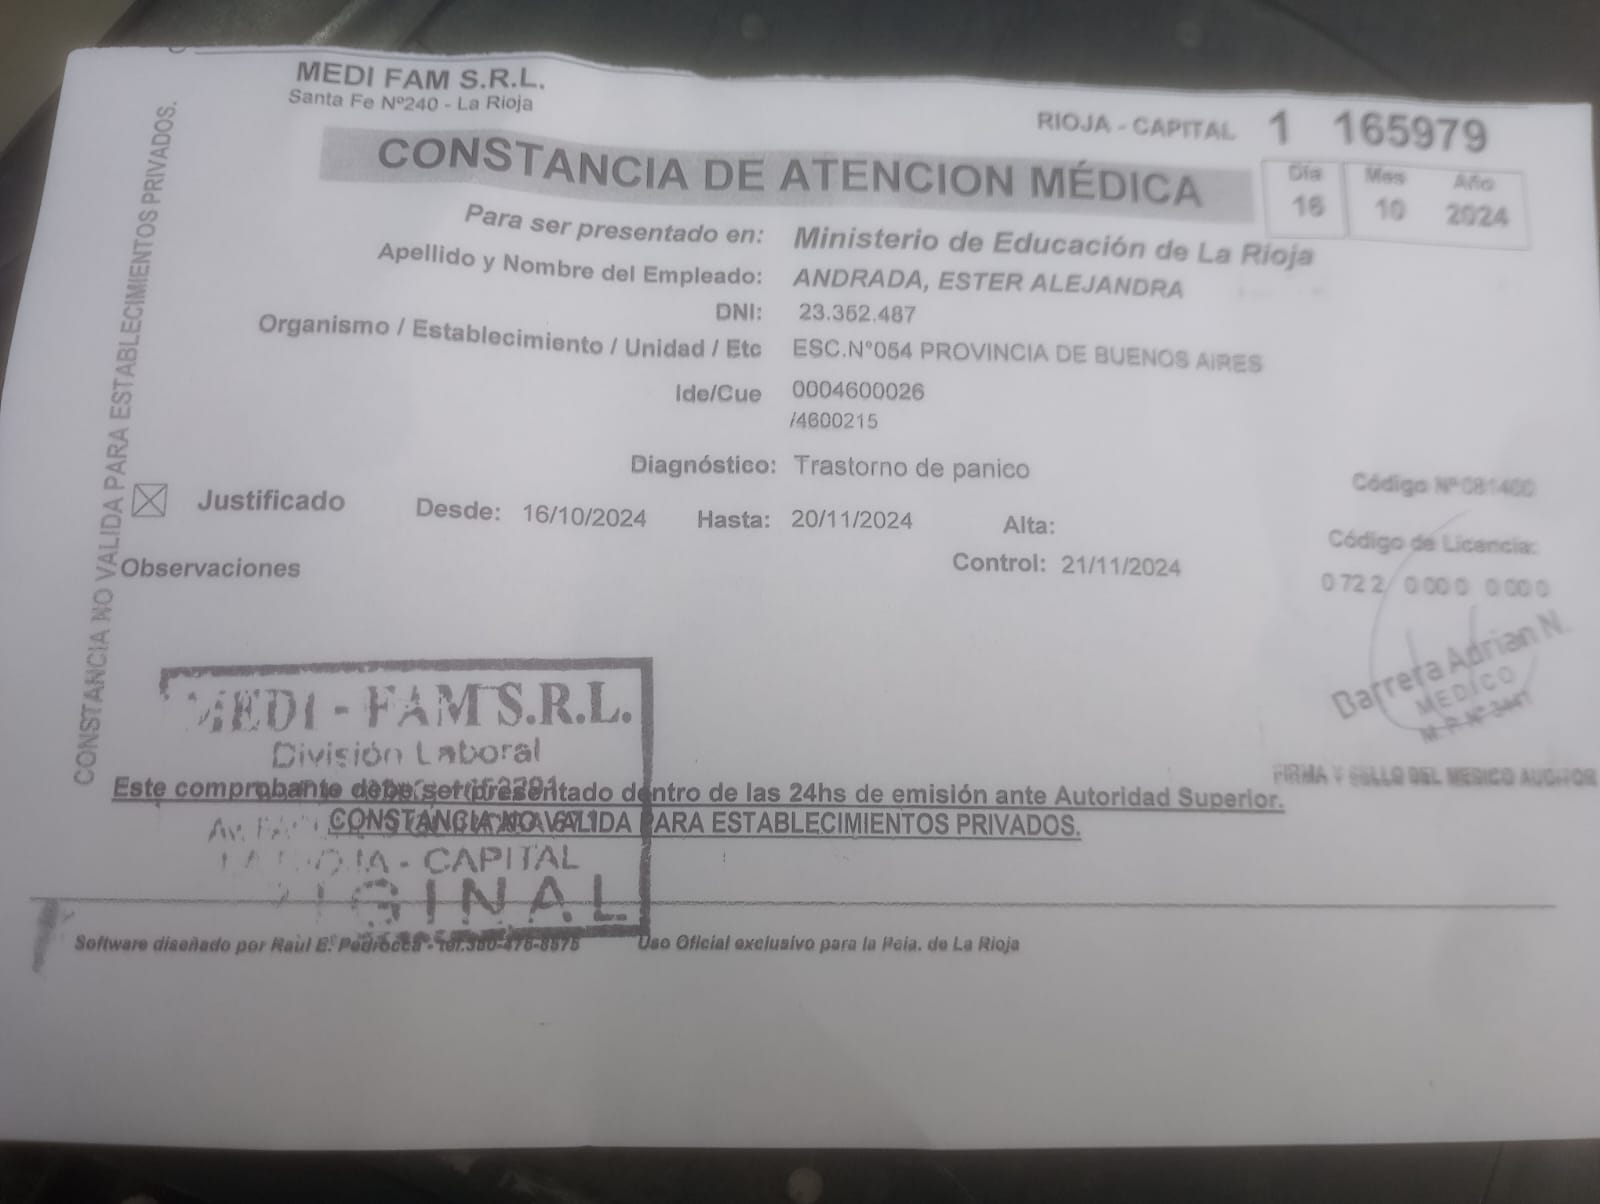 MEDI FAM S.R.L.
Santa Fe Nº240 - La Rioja
RIOJA - CAPITAL 1 165979
CONSTANCIA DE ATENCION MÉDICA
Día Mes Año
16 10 2024
Para ser presentado en: Ministerio de Educación de La Rioja
Apellido y Nombre del Empleado: ANDRADA, ESTER ALEJANDRA
DNI: 23.352.487
Organismo / Establecimiento / Unidad / Etc ESC.N°054 PROVINCIA DE BUENOS AIRES
Ide/Cue 0004600026
/4600215
Diagnóstico: Trastorno de panico
Código Nº
Justificado Desde: 16/10/2024 Hasta: 20/11/2024 Alta:
Código de Licencia:
Observaciones
Control: 21/11/2024
0722 0000 0000
Barrera Adrian N.
MEDICO
MEDI - FAM S.R.L.
División Laboral
FIRMA Y SELLO DEL MEDICO AUDITOR
Este comprobante debe ser presentado dentro de las 24hs de emisión ante Autoridad Superior.
CONSTANCIA NO VALIDA PARA ESTABLECIMIENTOS PRIVADOS.
- CAPITAL
Software diseñado por Raul E.
Uso Oficial exclusivo para la Pcia. de La Rioja
CONSTANCIA NO VALIDA PARA ESTABLECIMIENTOS PRIVADOS.